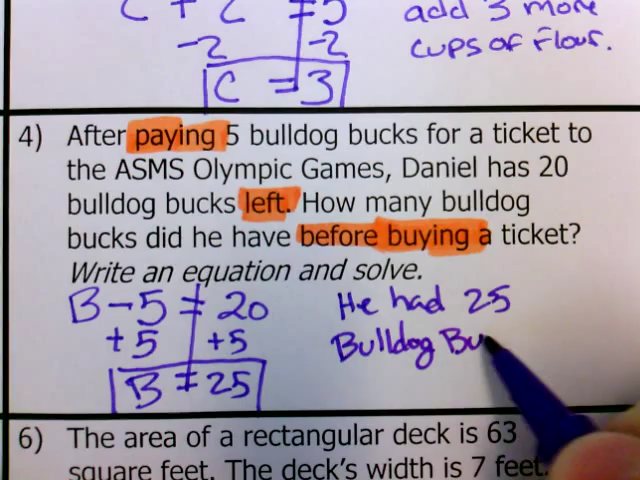 C + 2 = 5
add 3 more
-2 -2
cups of flour.
C = 3
4) After paying 5 bulldog bucks for a ticket to
the ASMS Olympic Games, Daniel has 20
bulldog bucks left. How many bulldog
bucks did he have before buying a ticket?
Write an equation and solve.
B - 5 = 20
He had 25
+5 +5
Bulldog Bu
B = 25
6) The area of a rectangular deck is 63
square feet. The deck's width is 7 feet.